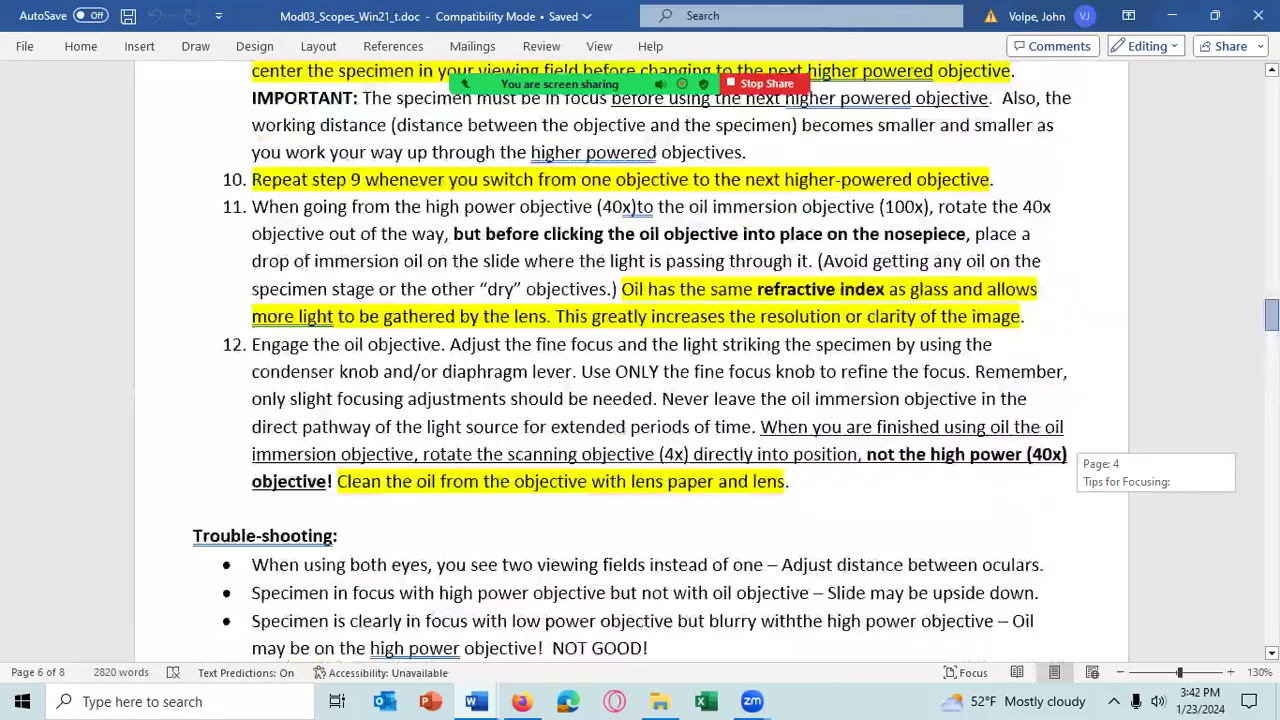 AutoSave Off
Mod03_Scopes_Win21_t.doc - Compatibility Mode • Saved
Search
Volpe, John VJ
File Home Insert Draw Design Layout References Mailings Review View Help Comments Editing Share
center the specimen in your viewing field before changing to the next higher powered objective.
You are screen sharing Stop Share
IMPORTANT: The specimen must be in focus before using the next higher powered objective. Also, the
working distance (distance between the objective and the specimen) becomes smaller and smaller as
you work your way up through the higher powered objectives.
10. Repeat step 9 whenever you switch from one objective to the next higher-powered objective.
11. When going from the high power objective (40x)to the oil immersion objective (100x), rotate the 40x
objective out of the way, but before clicking the oil objective into place on the nosepiece, place a
drop of immersion oil on the slide where the light is passing through it. (Avoid getting any oil on the
specimen stage or the other “dry” objectives.) Oil has the same refractive index as glass and allows
more light to be gathered by the lens. This greatly increases the resolution or clarity of the image.
12. Engage the oil objective. Adjust the fine focus and the light striking the specimen by using the
condenser knob and/or diaphragm lever. Use ONLY the fine focus knob to refine the focus. Remember,
only slight focusing adjustments should be needed. Never leave the oil immersion objective in the
direct pathway of the light source for extended periods of time. When you are finished using oil the oil
immersion objective, rotate the scanning objective (4x) directly into position, not the high power (40x)
objective! Clean the oil from the objective with lens paper and lens.
Page: 4
Tips for Focusing:
Trouble-shooting:
• When using both eyes, you see two viewing fields instead of one – Adjust distance between oculars.
• Specimen in focus with high power objective but not with oil objective – Slide may be upside down.
• Specimen is clearly in focus with low power objective but blurry withthe high power objective – Oil
may be on the high power objective! NOT GOOD!
Page 6 of 8 2820 words Text Predictions: On Accessibility: Unavailable Focus 130%
Type here to search
52°F Mostly cloudy
3:42 PM
1/23/2024